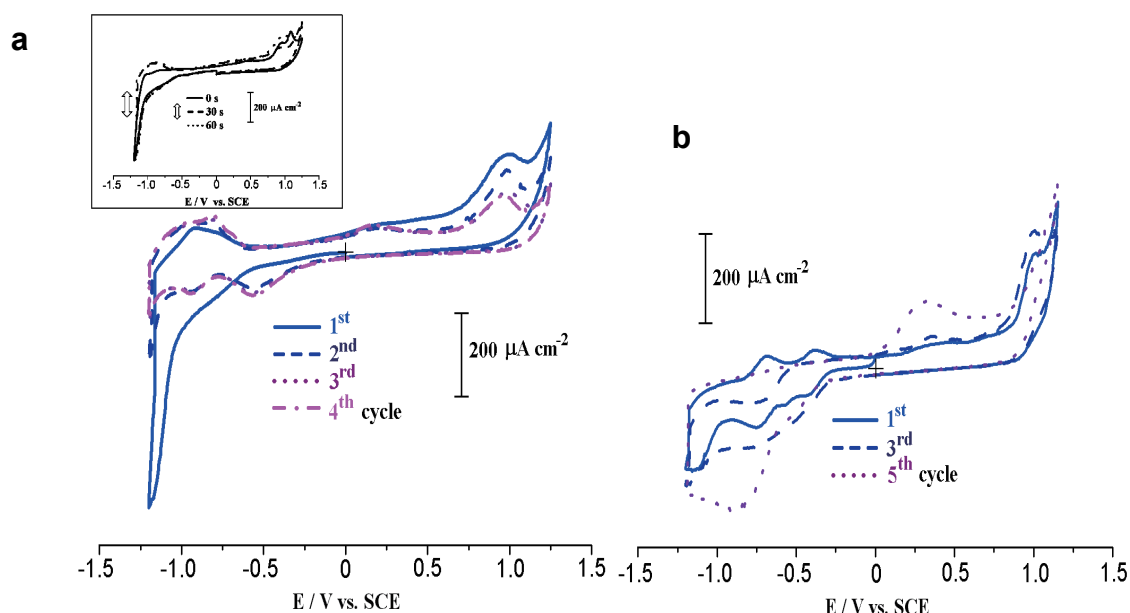 a
0 s
30 s
60 s
200 µA cm-2
-1.5 -1.0 -0.5 0 0.5 1.0 1.5
E / V vs. SCE
1st
2nd
3rd
4th cycle
200 µA cm-2
-1.5 -1.0 -0.5 0 0.5 1.0 1.5
E / V vs. SCE
b
200 µA cm-2
1st
3rd
5th cycle
-1.5 -1.0 -0.5 0 0.5 1.0 1.5
E / V vs. SCE